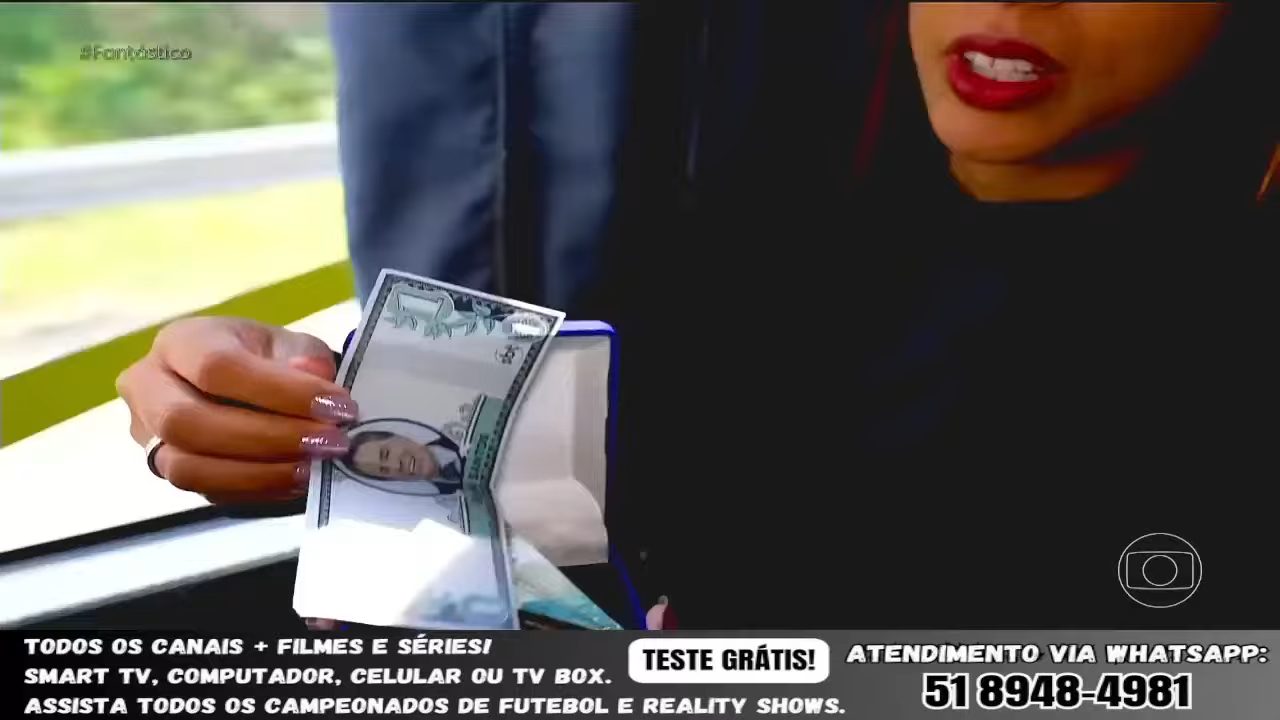 #Fantástico
TODOS OS CANAIS + FILMES E SÉRIES!
SMART TV, COMPUTADOR, CELULAR OU TV BOX.
ASSISTA TODOS OS CAMPEONADOS DE FUTEBOL E REALITY SHOWS.
TESTE GRÁTIS!
ATENDIMENTO VIA WHATSAPP:
51 8948-4981